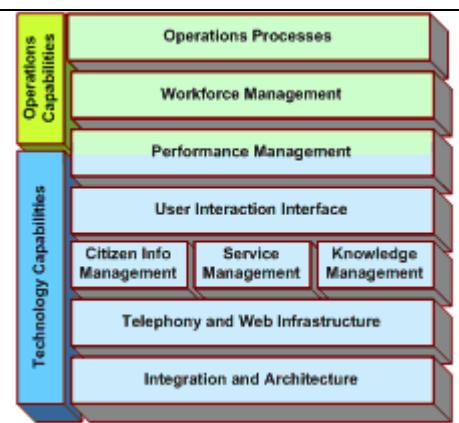 Operations
Capabilities
Operations Processes
Workforce Management
Performance Management
Technology Capabilities
User Interaction Interface
Citizen Info
Management
Service
Management
Knowledge
Management
Telephony and Web Infrastructure
Integration and Architecture